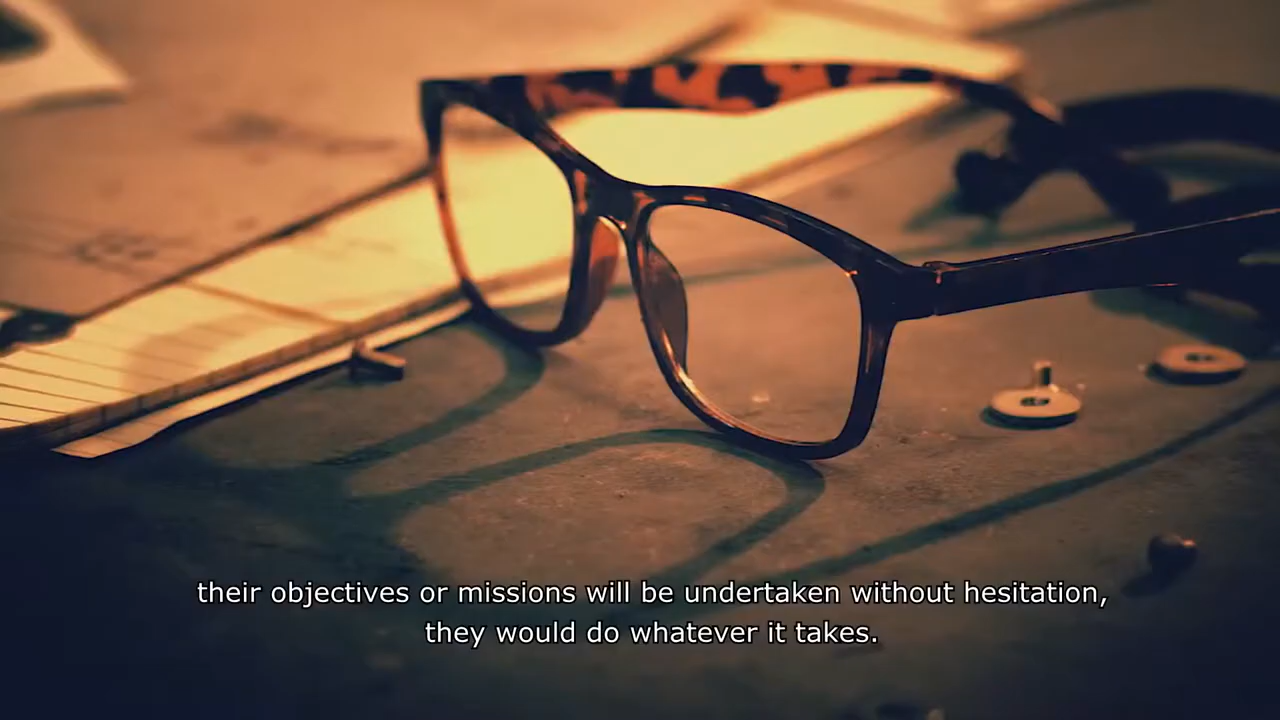 their objectives or missions will be undertaken without hesitation,
they would do whatever it takes.